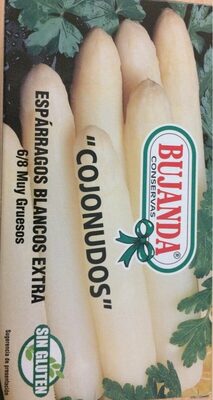 BUJANDA®
CONSERVAS
"COJONUDOS"
ESPÁRRAGOS BLANCOS EXTRA
6/8 Muy Gruesos
SIN GLUTEN
Sugerencia de presentación